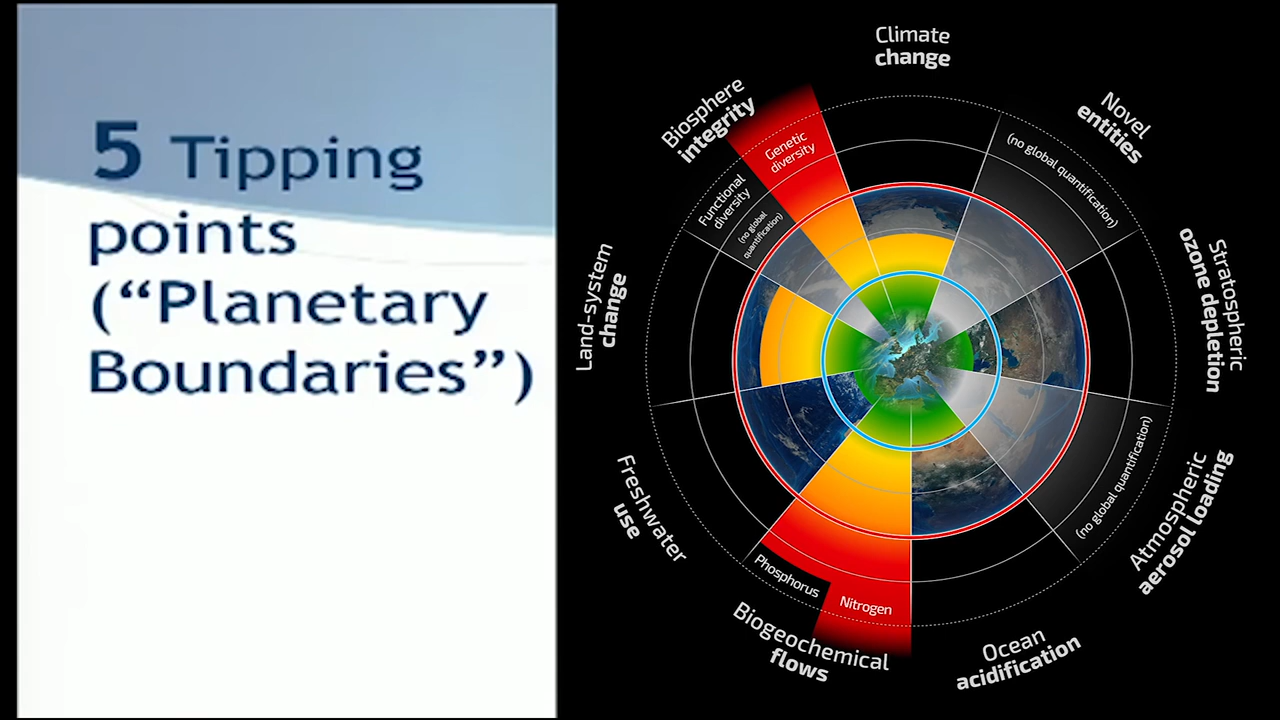 5 Tipping
points
(“Planetary
Boundaries”)
Climate
change
Novel
entities
(no global quantification)
Stratospheric
ozone depletion
Atmospheric
aerosol loading
(no global quantification)
Ocean
acidification
Biogeochemical
flows
Phosphorus
Nitrogen
Freshwater
use
Land-system
change
Biosphere
integrity
Functional
diversity
(no global
quantification)
Genetic
diversity